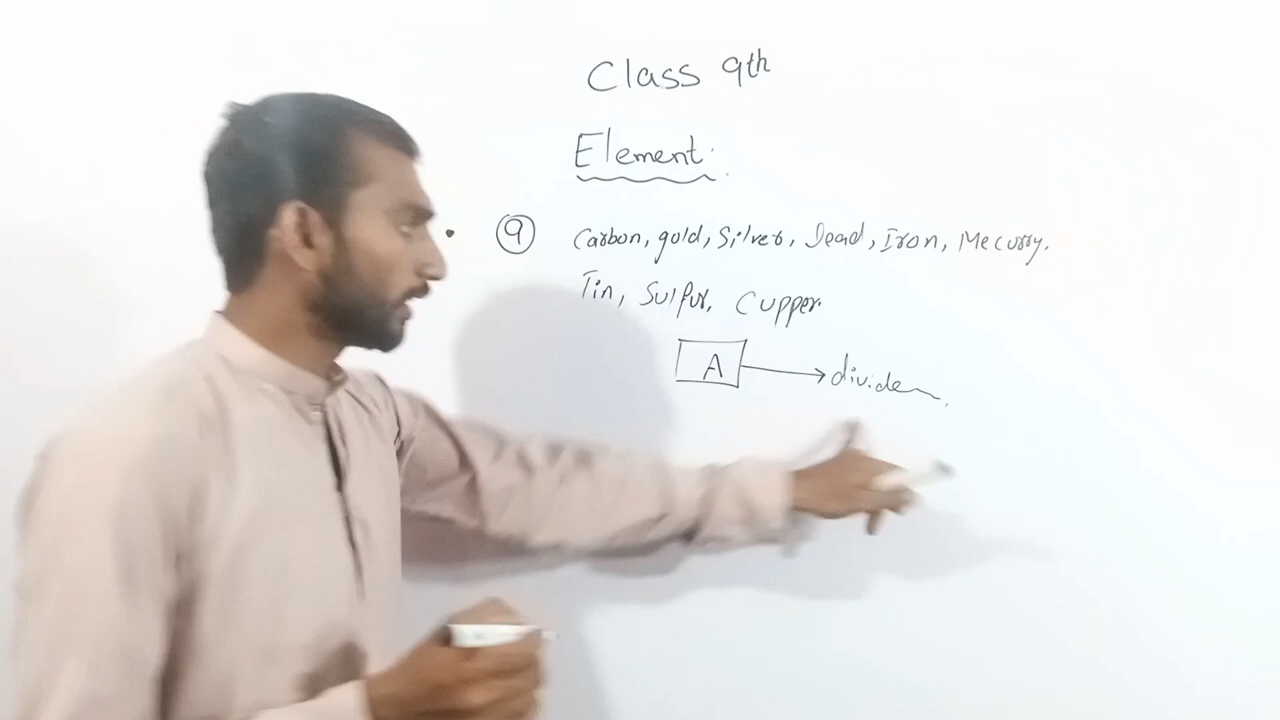 Class 9th
Element.
9 Carbon, gold, Silver, Lead, Iron, Mecurry.
Tin, Sulfur, Cupper
A → divide